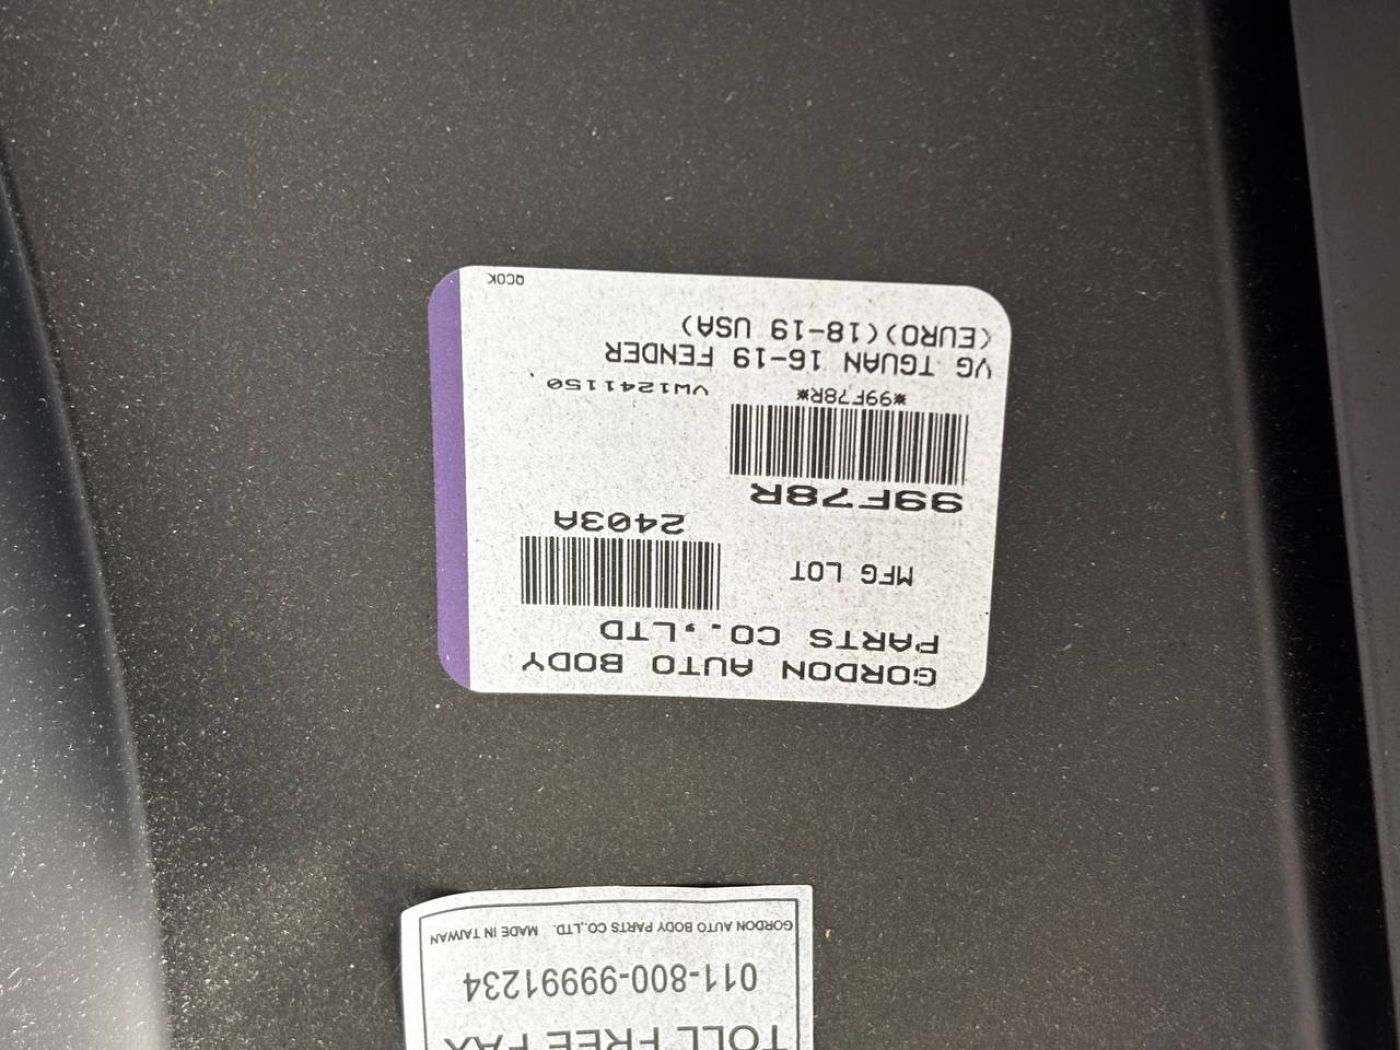 GORDON AUTO BODY
PARTS CO.,LTD
MFG LOT
2403A
99F78R
*99F78R*
VW1241150
VG TGUAN 16-19 FENDER
(EURO)(18-19 USA)
QCOK
TOLL FREE FAX
011-800-99991234
GORDON AUTO BODY PARTS CO.,LTD. MADE IN TAIWAN